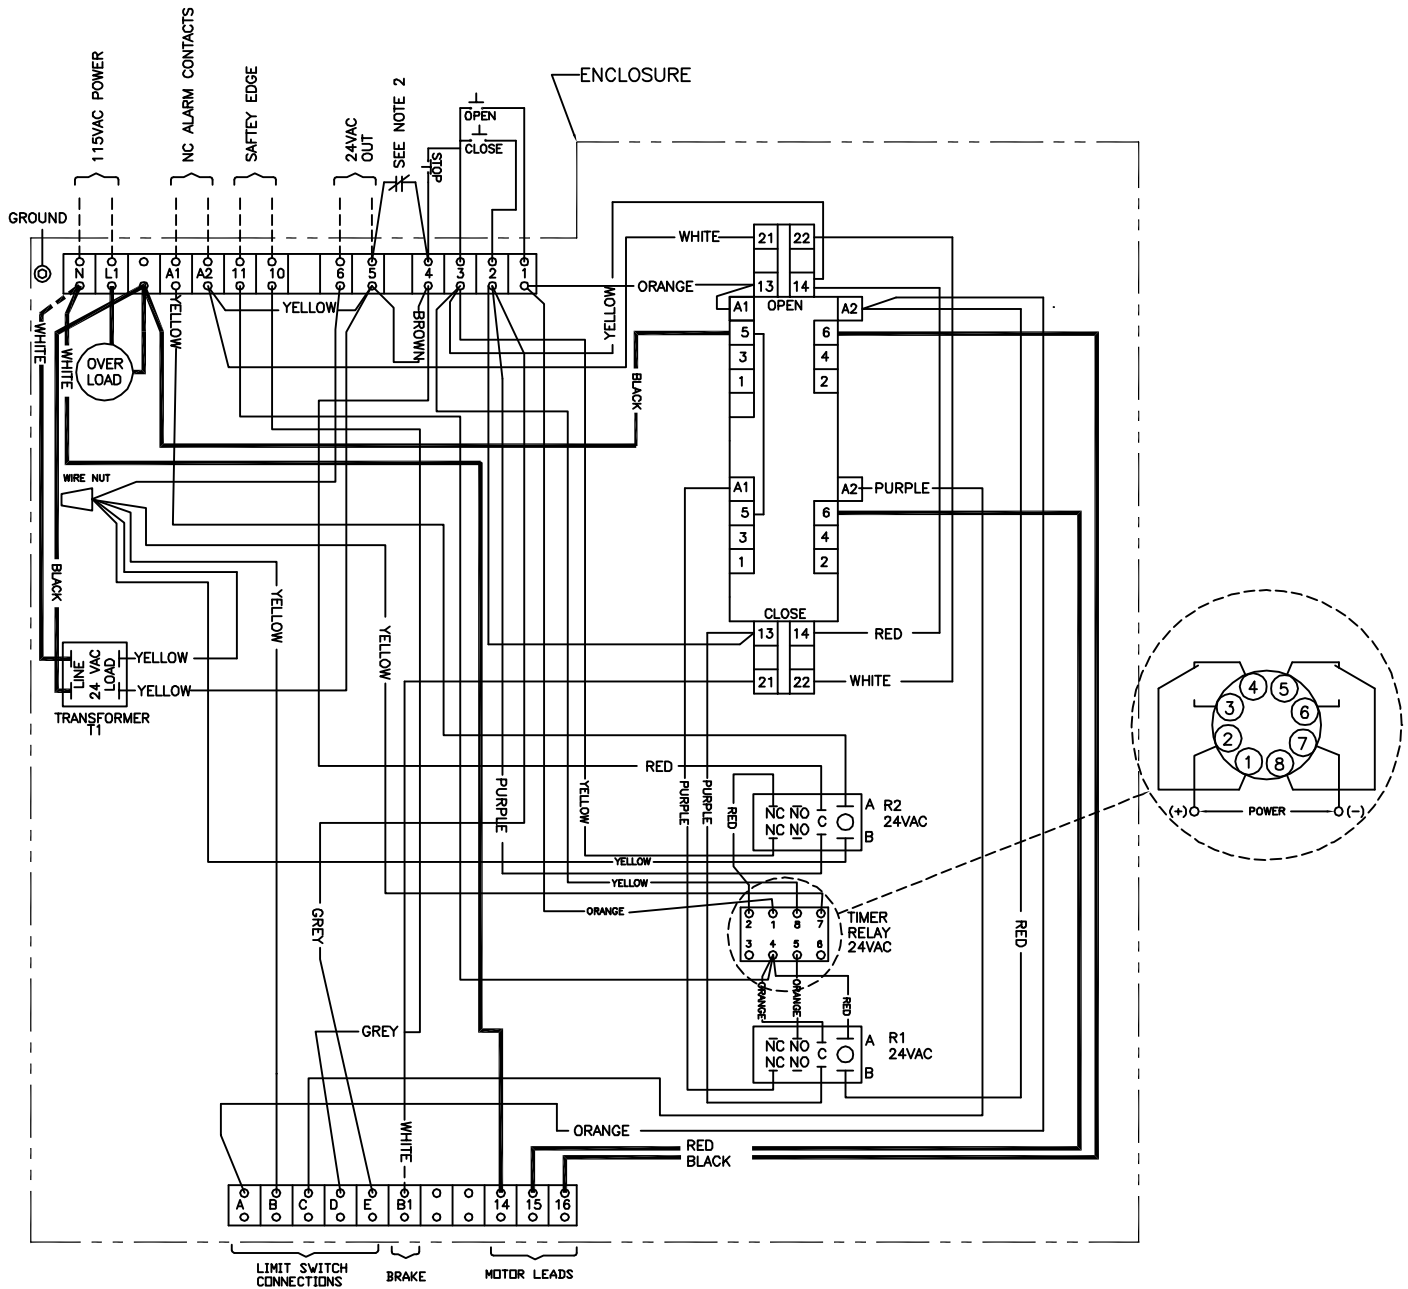 ENCLOSURE
115VAC POWER
NC ALARM CONTACTS
SAFTEY EDGE
24VAC
OUT
SEE NOTE 2
STOP
OPEN
CLOSE
GROUND
N
L1
A1
A2
11
10
6
5
4
3
2
1
WHITE
WHITE
YELLOW
YELLOW
BROWN
YELLOW
ORANGE
WHITE
21
22
13
14
OPEN
A1
A2
5
6
3
4
1
2
OVER
LOAD
BLACK
WIRE NUT
A1
A2
PURPLE
5
6
3
4
1
2
CLOSE
13
14
RED
21
22
WHITE
BLACK
YELLOW
YELLOW
LINE
24 VAC
LOAD
YELLOW
YELLOW
TRANSFORMER
T1
RED
PURPLE
YELLOW
PURPLE
PURPLE
RED
NC NO
NC NO
C
A
B
R2
24VAC
YELLOW
YELLOW
ORANGE
2
1
8
7
3
4
5
6
TIMER
RELAY
24VAC
ORANGE
ORANGE
RED
NC NO
NC NO
C
A
B
R1
24VAC
RED
4
5
3
6
2
7
1
8
(+)
POWER
(-)
GREY
GREY
WHITE
ORANGE
RED
BLACK
A
B
C
D
E
B1
14
15
16
LIMIT SWITCH
CONNECTIONS
BRAKE
MOTOR LEADS